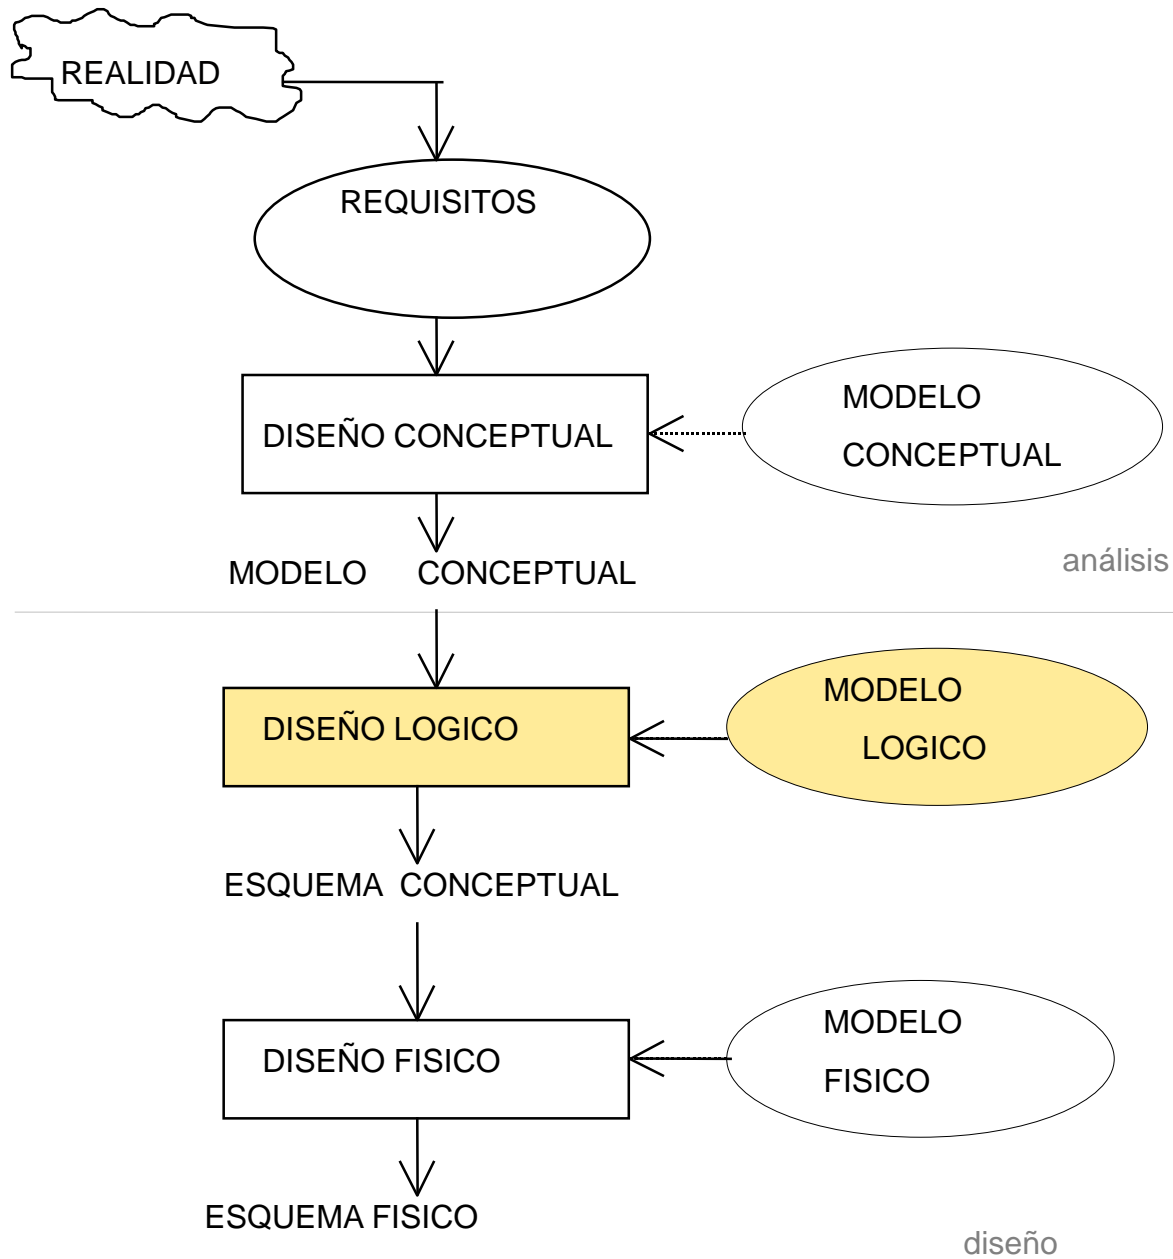 REALIDAD
REQUISITOS
DISEÑO CONCEPTUAL
MODELO
CONCEPTUAL
MODELO CONCEPTUAL
análisis
DISEÑO LOGICO
MODELO
LOGICO
ESQUEMA CONCEPTUAL
DISEÑO FISICO
MODELO
FISICO
ESQUEMA FISICO
diseño